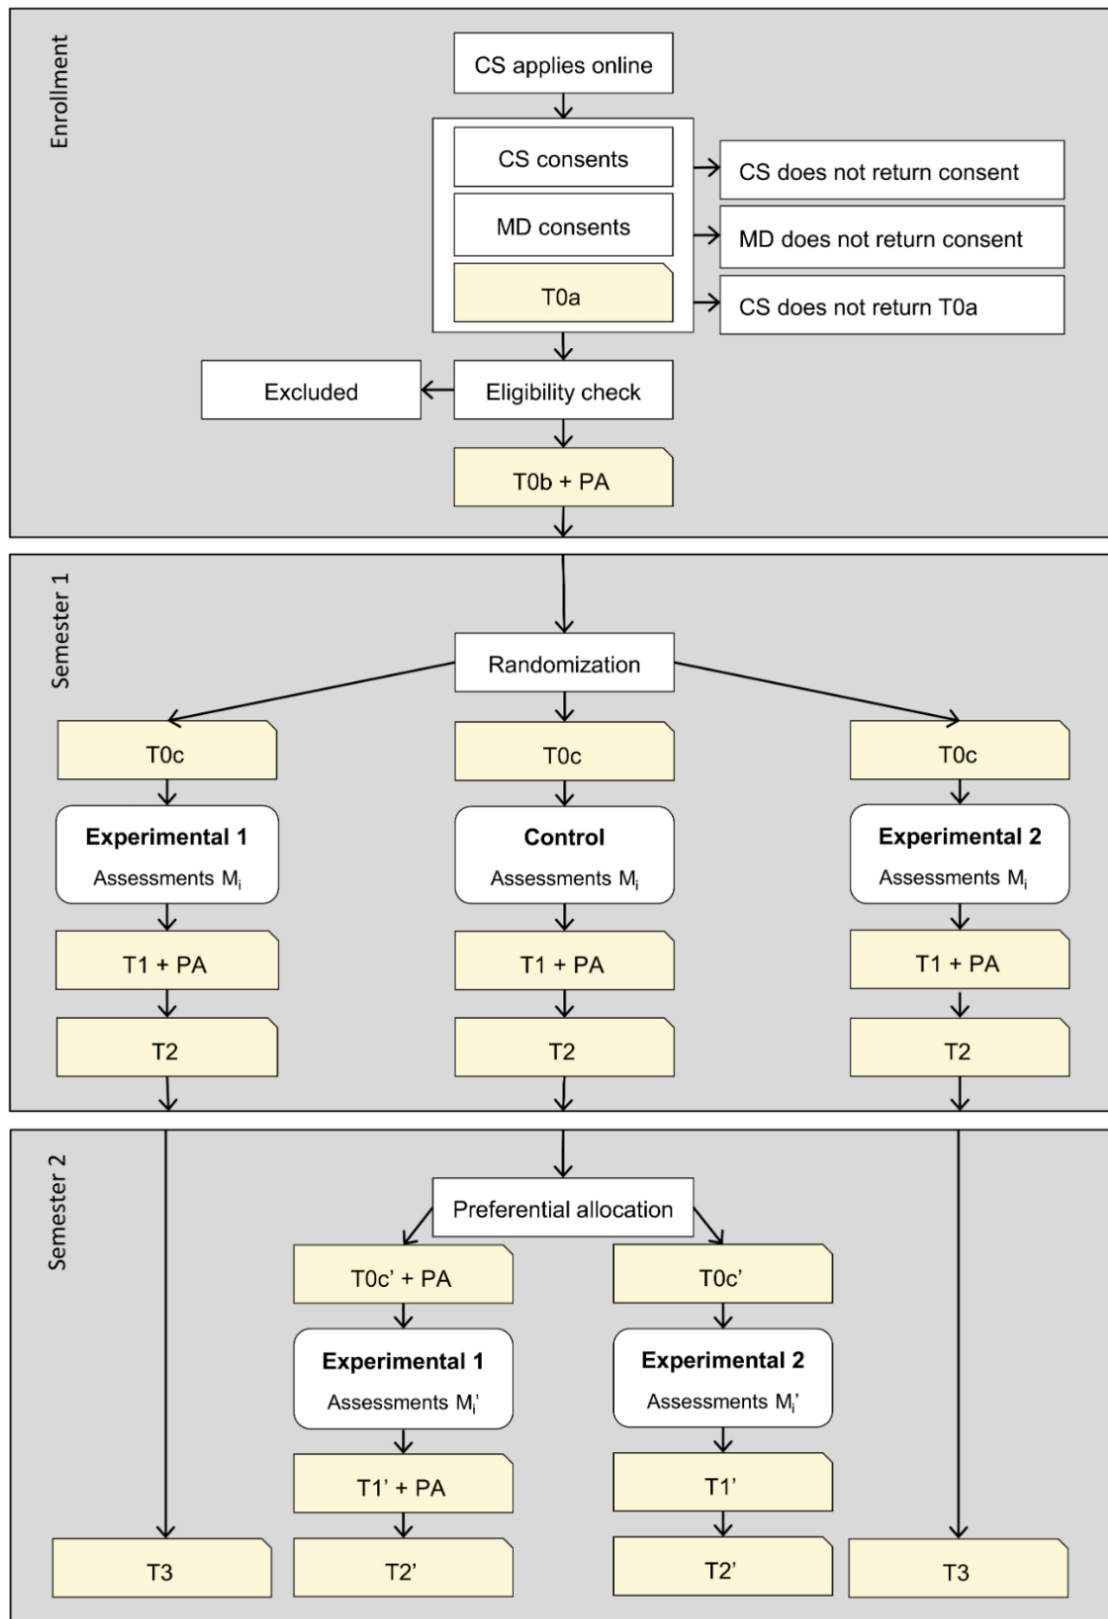 Enrollment
CS applies online
CS consents
CS does not return consent
MD consents
MD does not return consent
T0a
CS does not return T0a
Excluded
Eligibility check
T0b + PA
Semester 1
Randomization
T0c
T0c
T0c
Experimental 1
Assessments Mᵢ
Control
Assessments Mᵢ
Experimental 2
Assessments Mᵢ
T1 + PA
T1 + PA
T1 + PA
T2
T2
T2
Semester 2
Preferential allocation
T0c’ + PA
T0c’
Experimental 1
Assessments Mᵢ’
Experimental 2
Assessments Mᵢ’
T1’ + PA
T1’
T3
T2’
T2’
T3